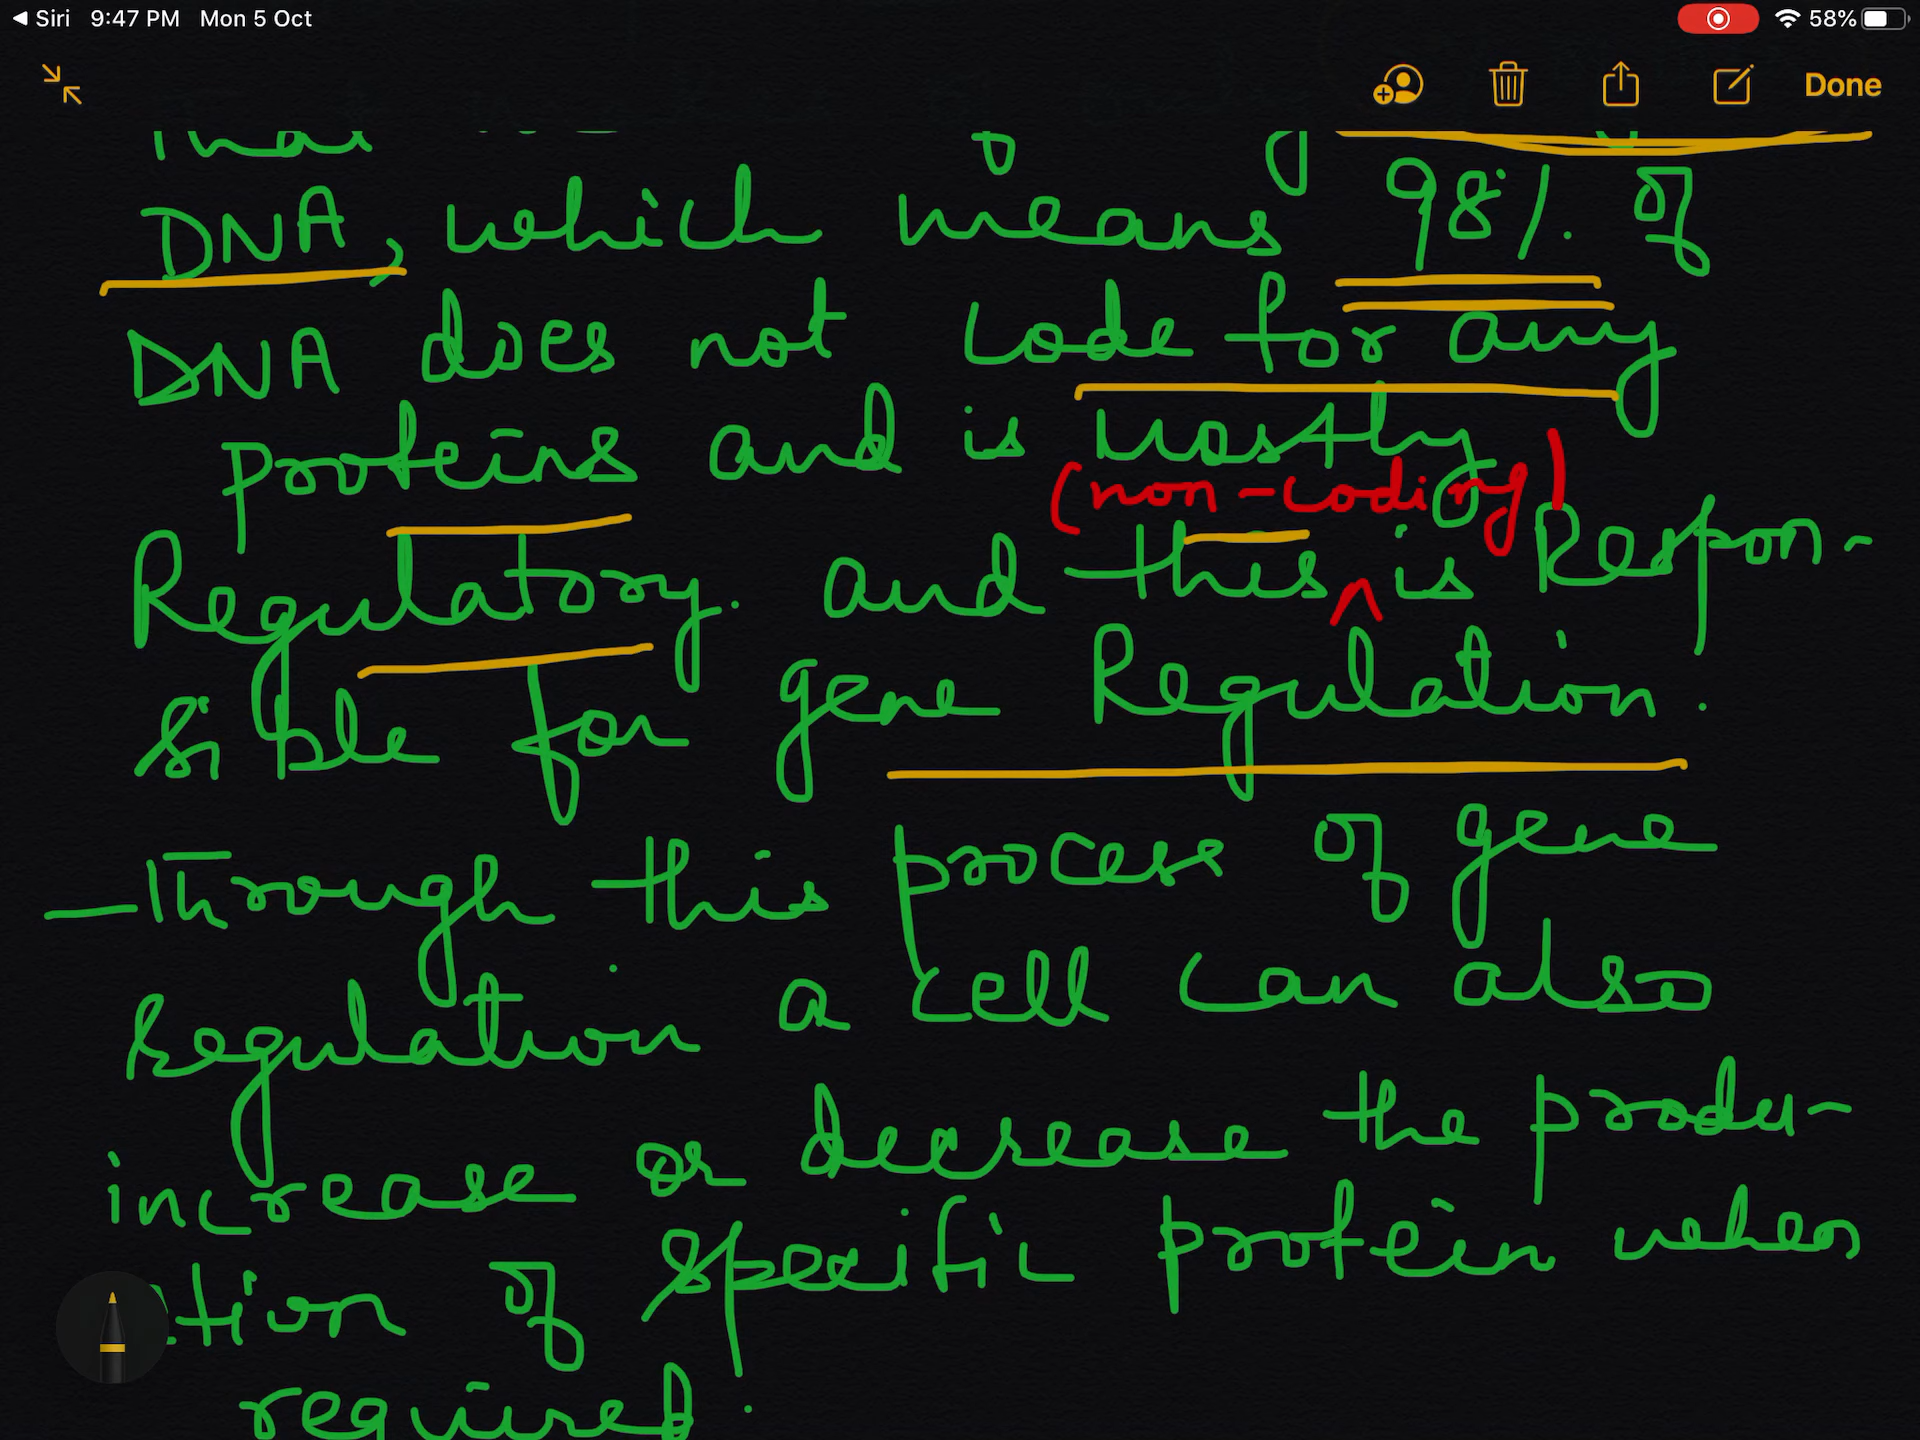 ◀ Siri 9:47 PM Mon 5 Oct 58%
Done
DNA, which means 98%. of
DNA does not code for any
proteins and is mostly
(non-coding)
Regulatory. and this ^ is Respon-
sible for gene Regulation.
—Through this process of gene
regulation a cell can also
increase or decrease the produ-
ction of specific protein when
required.